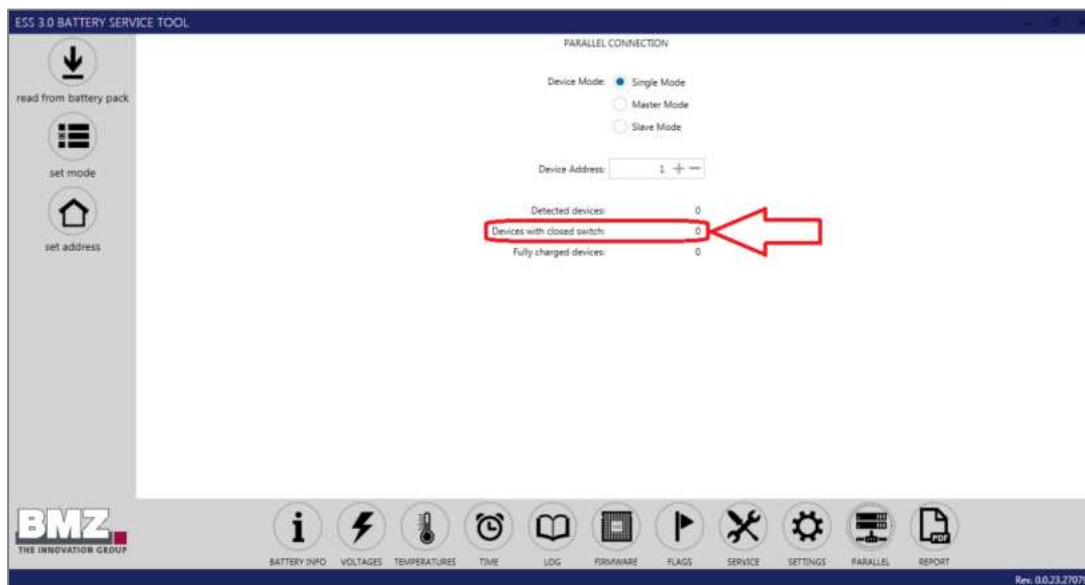 ESS 3.0 BATTERY SERVICE TOOL
read from battery pack
set mode
set address
PARALLEL CONNECTION
Device Mode: Single Mode
Master Mode
Slave Mode
Device Address: 1 + −
Detected devices: 0
Devices with closed switch: 0
Fully charged devices: 0
BMZ
THE INNOVATION GROUP
BATTERY INFO VOLTAGES TEMPERATURES TIME LOG FIRMWARE FLAGS SERVICE SETTINGS PARALLEL REPORT
PDF